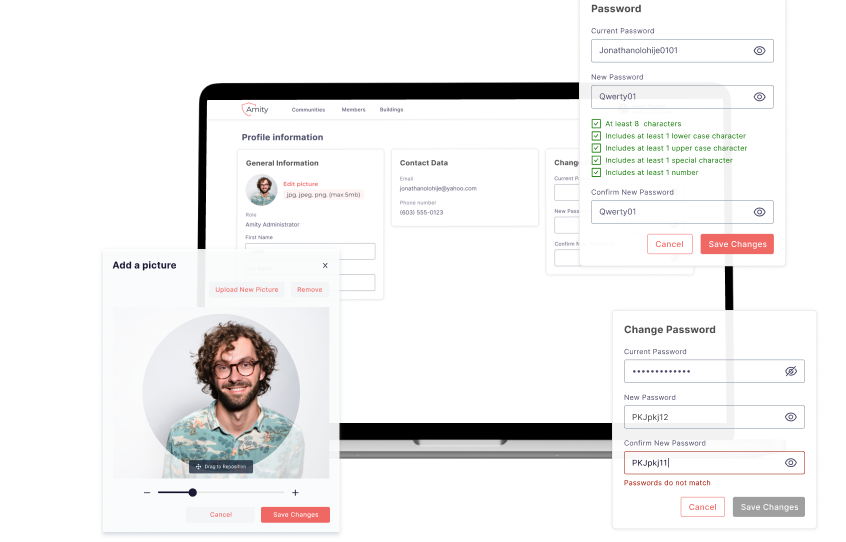 Password
Current Password
Jonathanolohije0101
New Password
Qwerty01
At least 8 characters
Includes at least 1 lower case character
Includes at least 1 upper case character
Includes at least 1 special character
Includes at least 1 number
Confirm New Password
Qwerty01
Cancel
Save Changes
Amity
Communities
Members
Buildings
Profile information
General Information
Edit picture
jpg, jpeg, png. (max 5mb)
Role
Amity Administrator
First Name
Contact Data
Email
jonathanolohije@yahoo.com
Phone number
(603) 555-0123
Chang
Current P
New Pass
Confirm N
Add a picture
X
Upload New Picture
Remove
Drag to Reposition
Cancel
Save Changes
Change Password
Current Password
New Password
PKJpkj12
Confirm New Password
PKJpkj11
Passwords do not match
Cancel
Save Changes